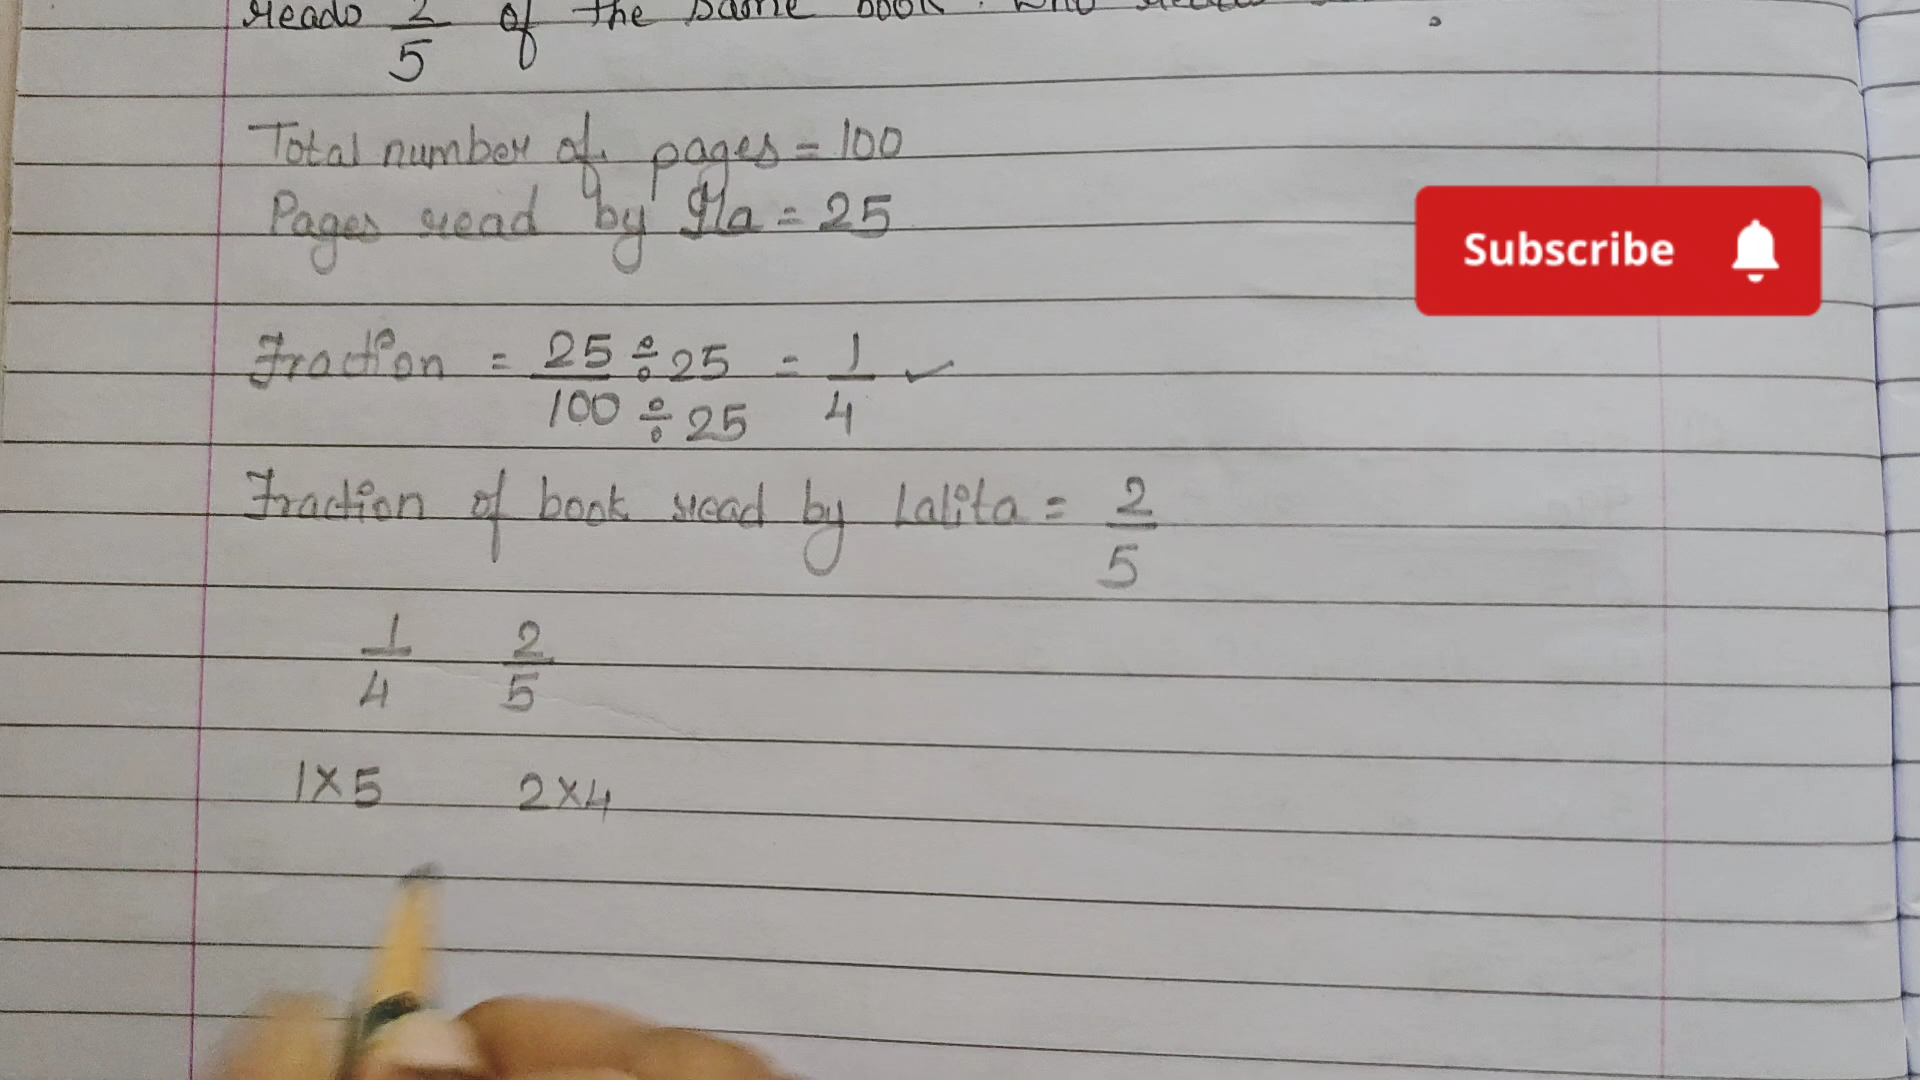 reads 2/5 of the same book. Who reads
Total number of pages = 100
Pages read by Ila = 25
Subscribe
Fraction = 25 ÷ 25 / 100 ÷ 25 = 1/4 ✓
Fraction of book read by Lalita = 2/5
1/4 2/5
1×5 2×4